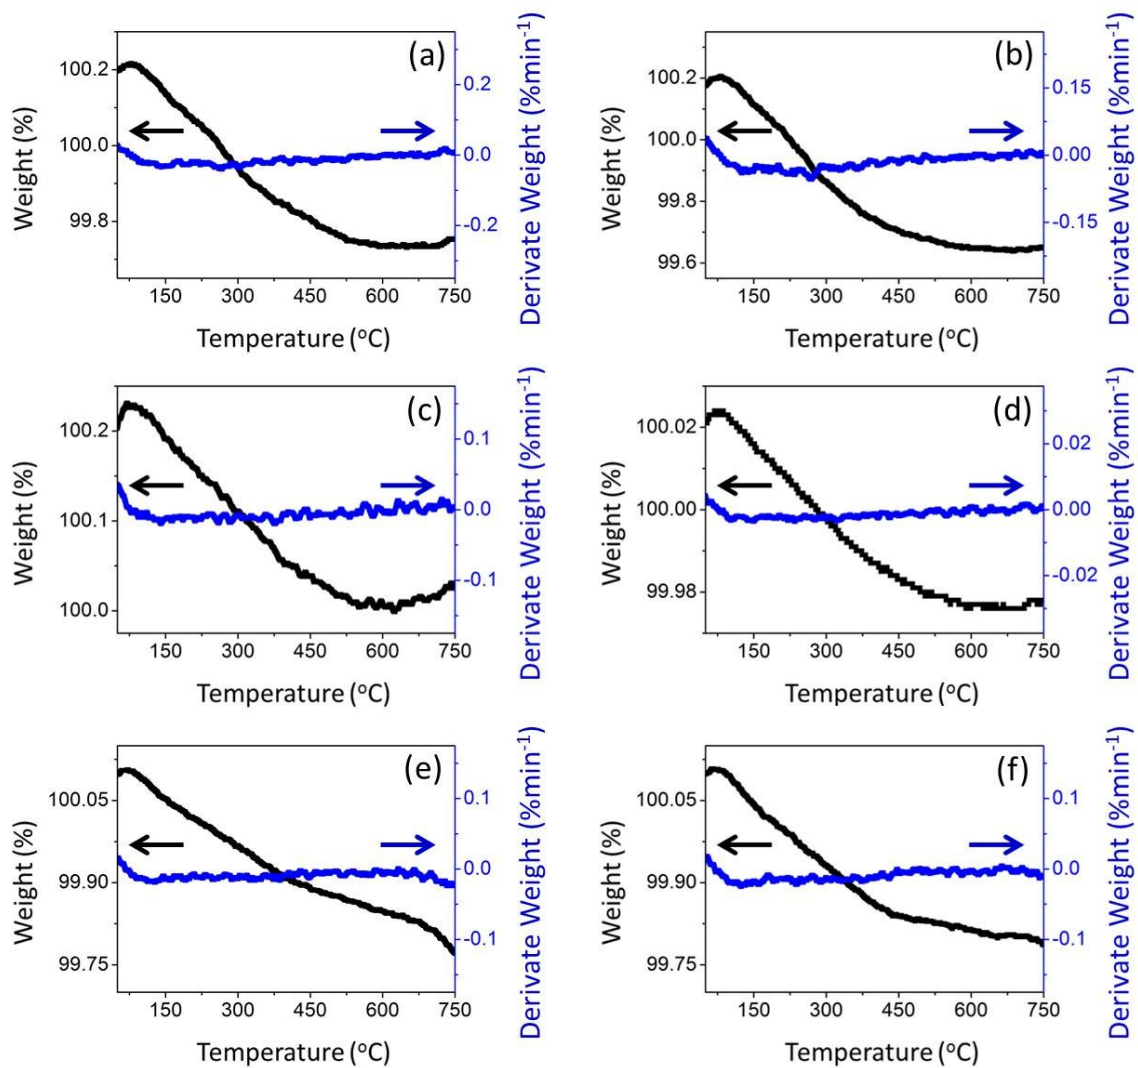 (a)
Weight (%)
100.2
100.0
99.8
0.2
0.0
-0.2
Derivate Weight (%min⁻¹)
150 300 450 600 750
Temperature (°C)
(b)
Weight (%)
100.2
100.0
99.8
99.6
0.15
0.00
-0.15
Derivate Weight (%min⁻¹)
150 300 450 600 750
Temperature (°C)
(c)
Weight (%)
100.2
100.1
100.0
0.1
0.0
-0.1
Derivate Weight (%min⁻¹)
150 300 450 600 750
Temperature (°C)
(d)
Weight (%)
100.02
100.00
99.98
0.02
0.00
-0.02
Derivate Weight (%min⁻¹)
150 300 450 600 750
Temperature (°C)
(e)
Weight (%)
100.05
99.90
99.75
0.1
0.0
-0.1
Derivate Weight (%min⁻¹)
150 300 450 600 750
Temperature (°C)
(f)
Weight (%)
100.05
99.90
99.75
0.1
0.0
-0.1
Derivate Weight (%min⁻¹)
150 300 450 600 750
Temperature (°C)